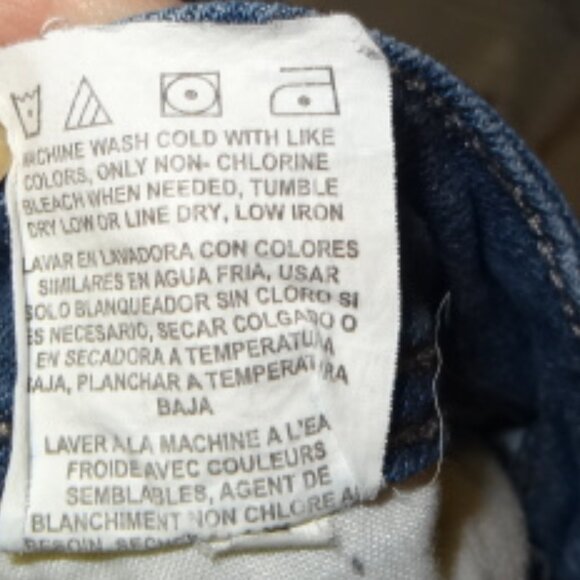 MACHINE WASH COLD WITH LIKE
COLORS, ONLY NON- CHLORINE
BLEACH WHEN NEEDED, TUMBLE
DRY LOW OR LINE DRY, LOW IRON
LAVAR EN LAVADORA CON COLORES
SIMILARES EN AGUA FRIA, USAR
SOLO BLANQUEADOR SIN CLORO SI
ES NECESARIO, SECAR COLGADO O
EN SECADORA A TEMPERATURA
BAJA, PLANCHAR A TEMPERATURA
BAJA
LAVER A LA MACHINE A L'EA
FROIDE AVEC COULEURS
SEMBLABLES, AGENT DE
BLANCHIMENT NON CHLORE AU
BESOIN,